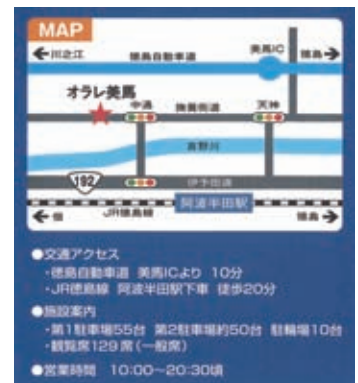 MAP
←川之江
徳島自動車道
美馬IC
徳島→
オラレ美馬
中通
撫養街道
天神
吉野川
192
伊予街道
阿波半田駅
←佃
JR徳島線
徳島→
●交通アクセス
・徳島自動車道 美馬ICより 10分
・JR徳島線 阿波半田駅下車 徒歩20分
●施設案内
・第1駐車場55台 第2駐車場約50台 駐輪場10台
・観覧席129席(一般席)
●営業時間 10:00~20:30頃